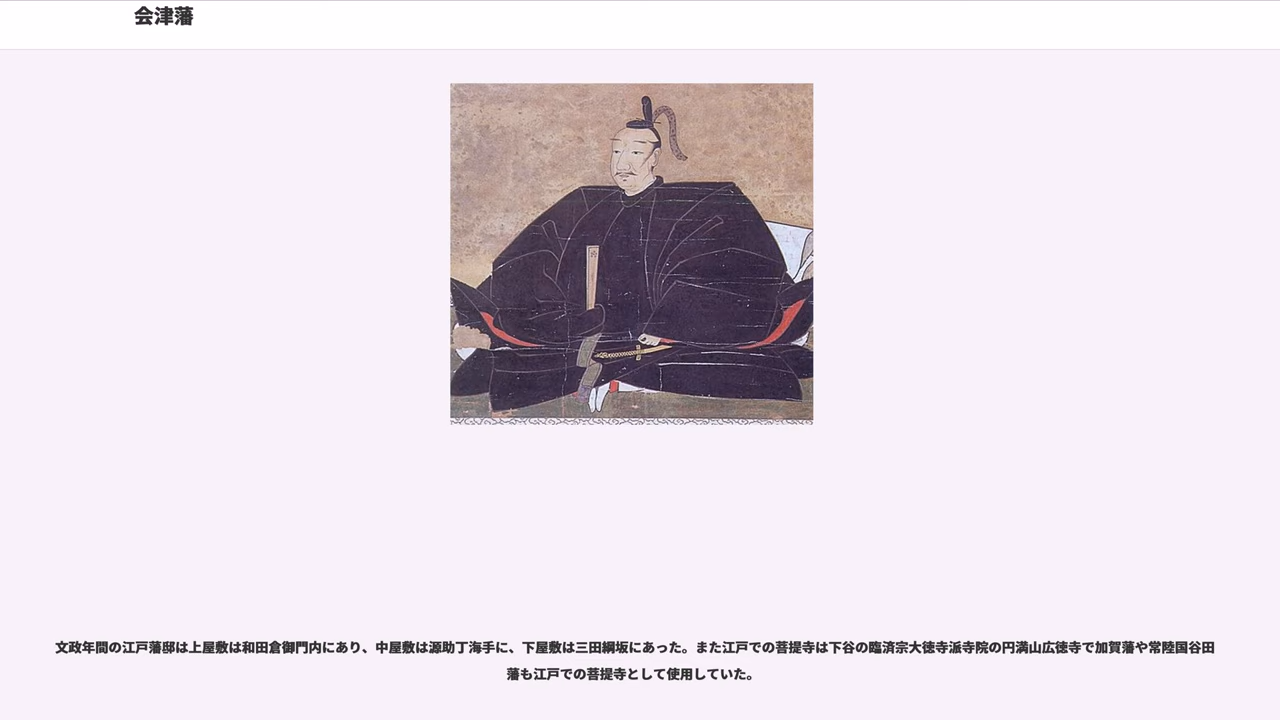 会津藩
文政年間の江戸藩邸は上屋敷は和田倉御門内にあり、中屋敷は源助丁海手に、下屋敷は三田綱坂にあった。また江戸での菩提寺は下谷の臨済宗大徳寺派寺院の円満山広徳寺で加賀藩や常陸国谷田
藩も江戸での菩提寺として使用していた。